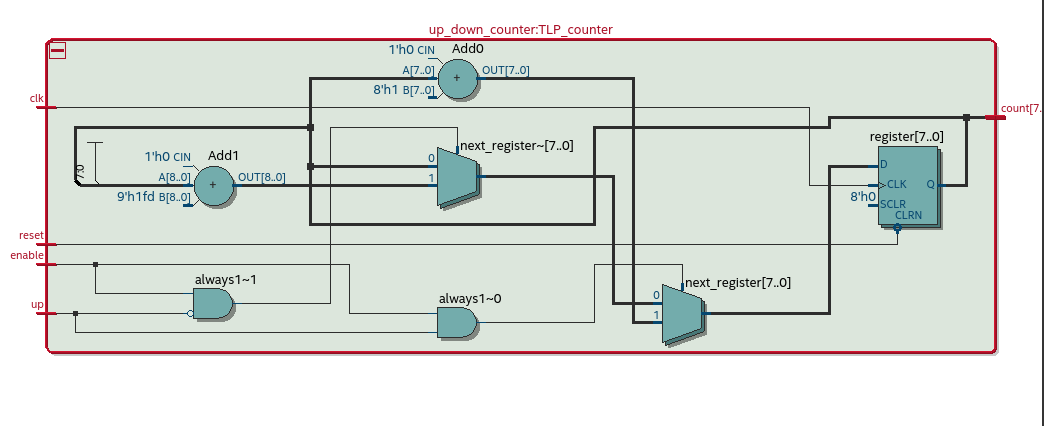 up_down_counter:TLP_counter
1'h0 CIN
Add0
A[7..0]
OUT[7..0]
8'h1 B[7..0]
clk
count[7.
register[7..0]
next_register~[7..0]
7:0
1'h0 CIN
Add1
A[8..0]
OUT[8..0]
9'h1fd B[8..0]
0
1
D
CLK
Q
8'h0
SCLR
CLRN
reset
enable
always1~1
next_register[7..0]
up
always1~0
0
1